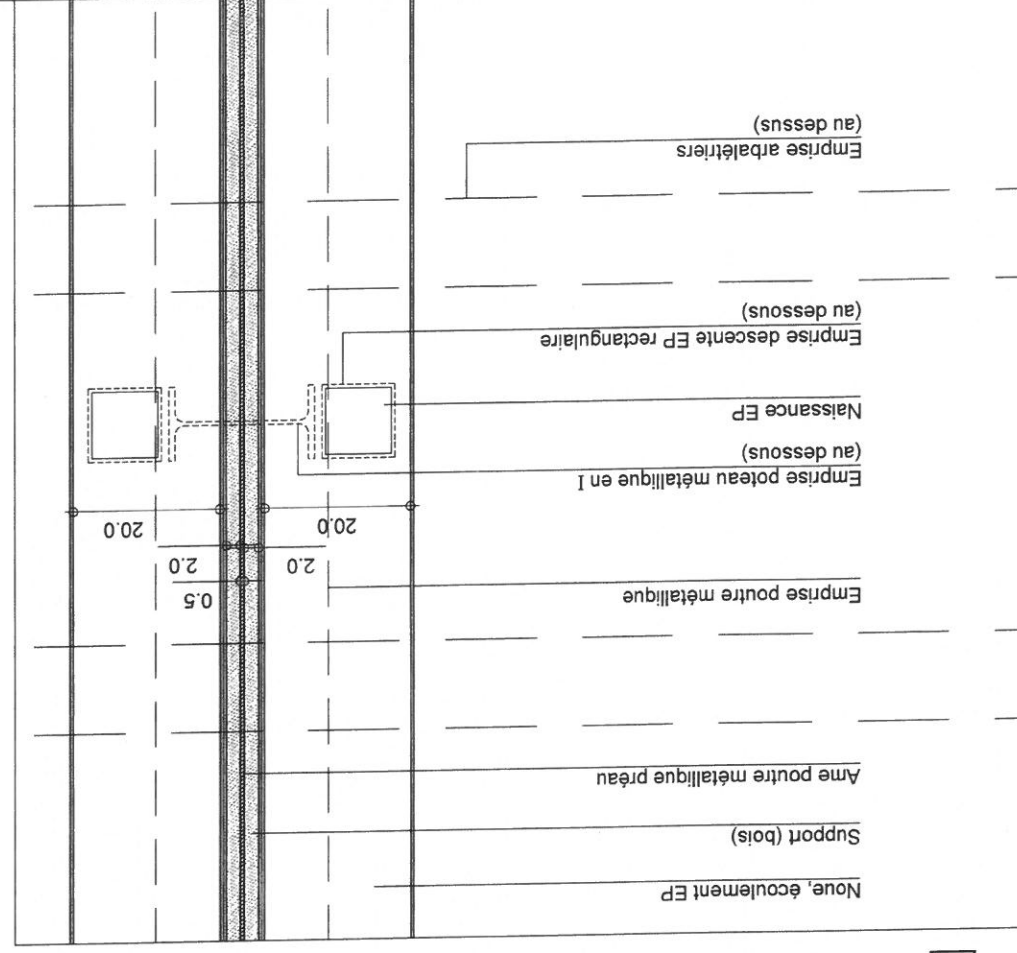 Noue, écoulement EP
Support (bois)
Ame poutre métallique préau
Emprise poutre métallique
0.5
2.0
2.0
20.0
20.0
Emprise poteau métallique en I
(au dessous)
Naissance EP
Emprise descente EP rectangulaire
(au dessous)
Emprise arbalétriers
(au dessus)